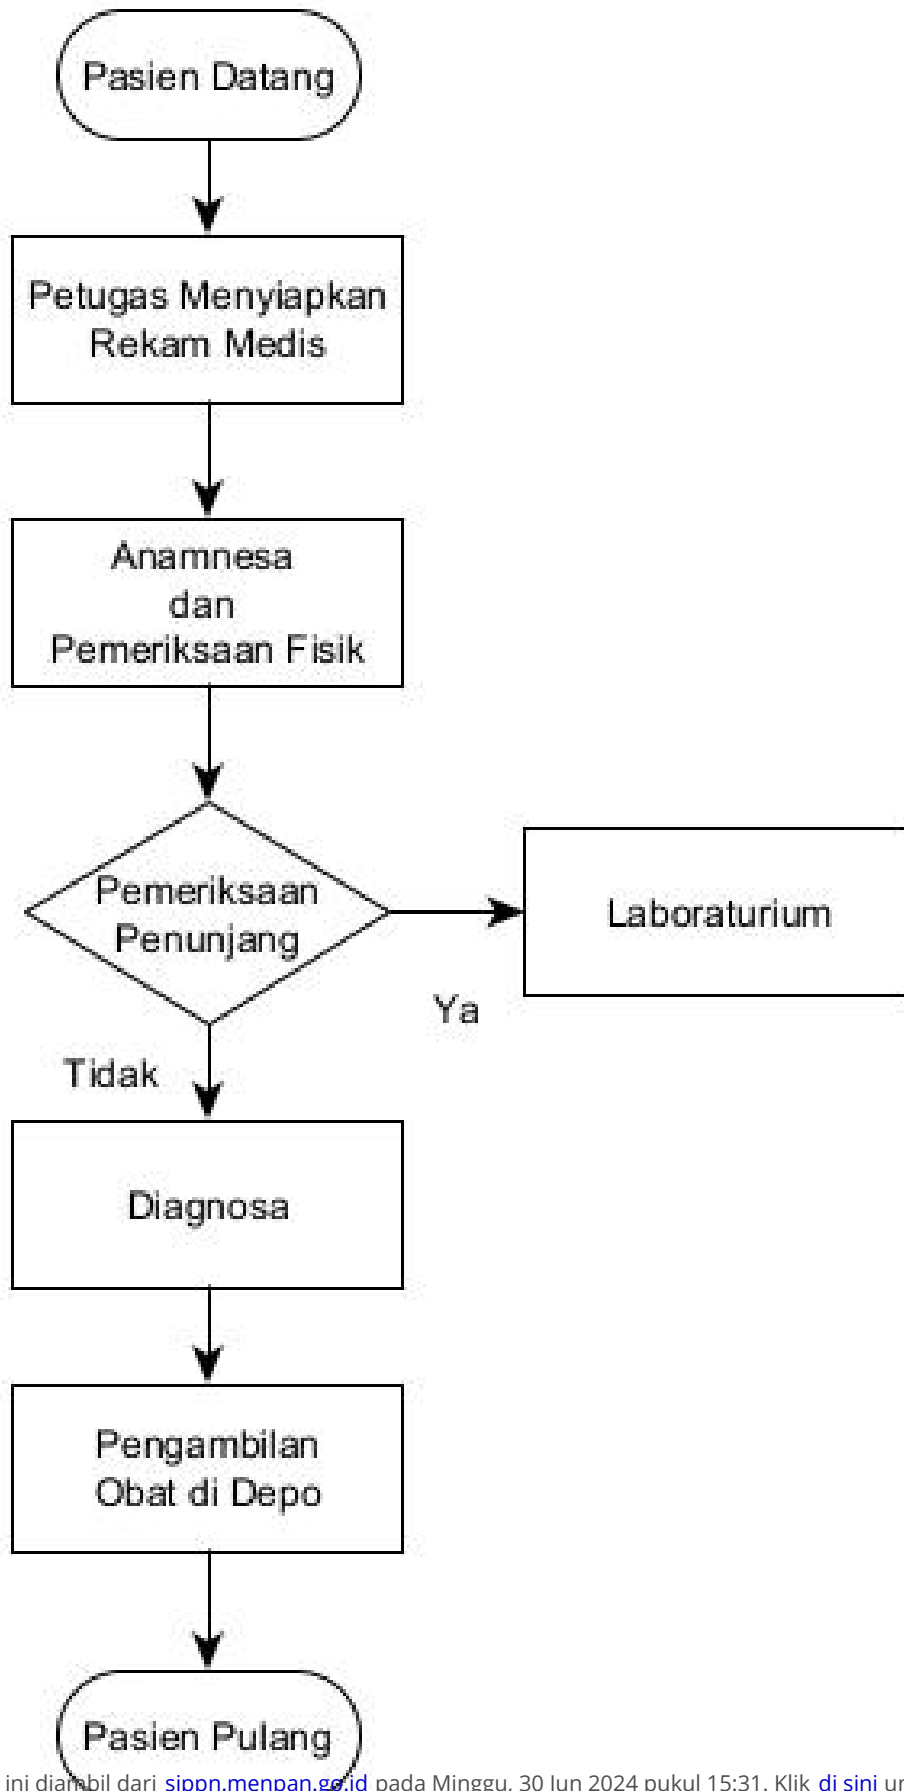 Pasien Datang
Petugas Menyiapkan
Rekam Medis
Anamnesa
dan
Pemeriksaan Fisik
Pemeriksaan
Penunjang
Laboraturium
Ya
Tidak
Diagnosa
Pengambilan
Obat di Depo
Pasien Pulang
ini diambil dari sippn.menpan.go.id pada Minggu, 30 Jun 2024 pukul 15:31. Klik di sini